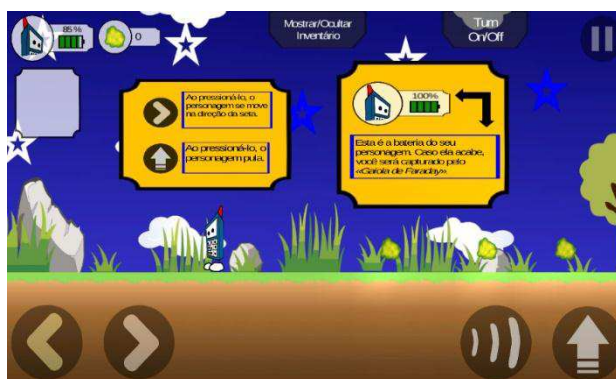 85%
0
Mostrar/Ocultar
Inventário
Turn
On/Off
Ao pressioná-lo, o
personagem se move
na direção da seta.
Ao pressioná-lo, o
personagem pula.
100%
Esta é a bateria do seu
personagem. Caso ela acabe,
você será capturado pelo
«Gaiola de Faraday».